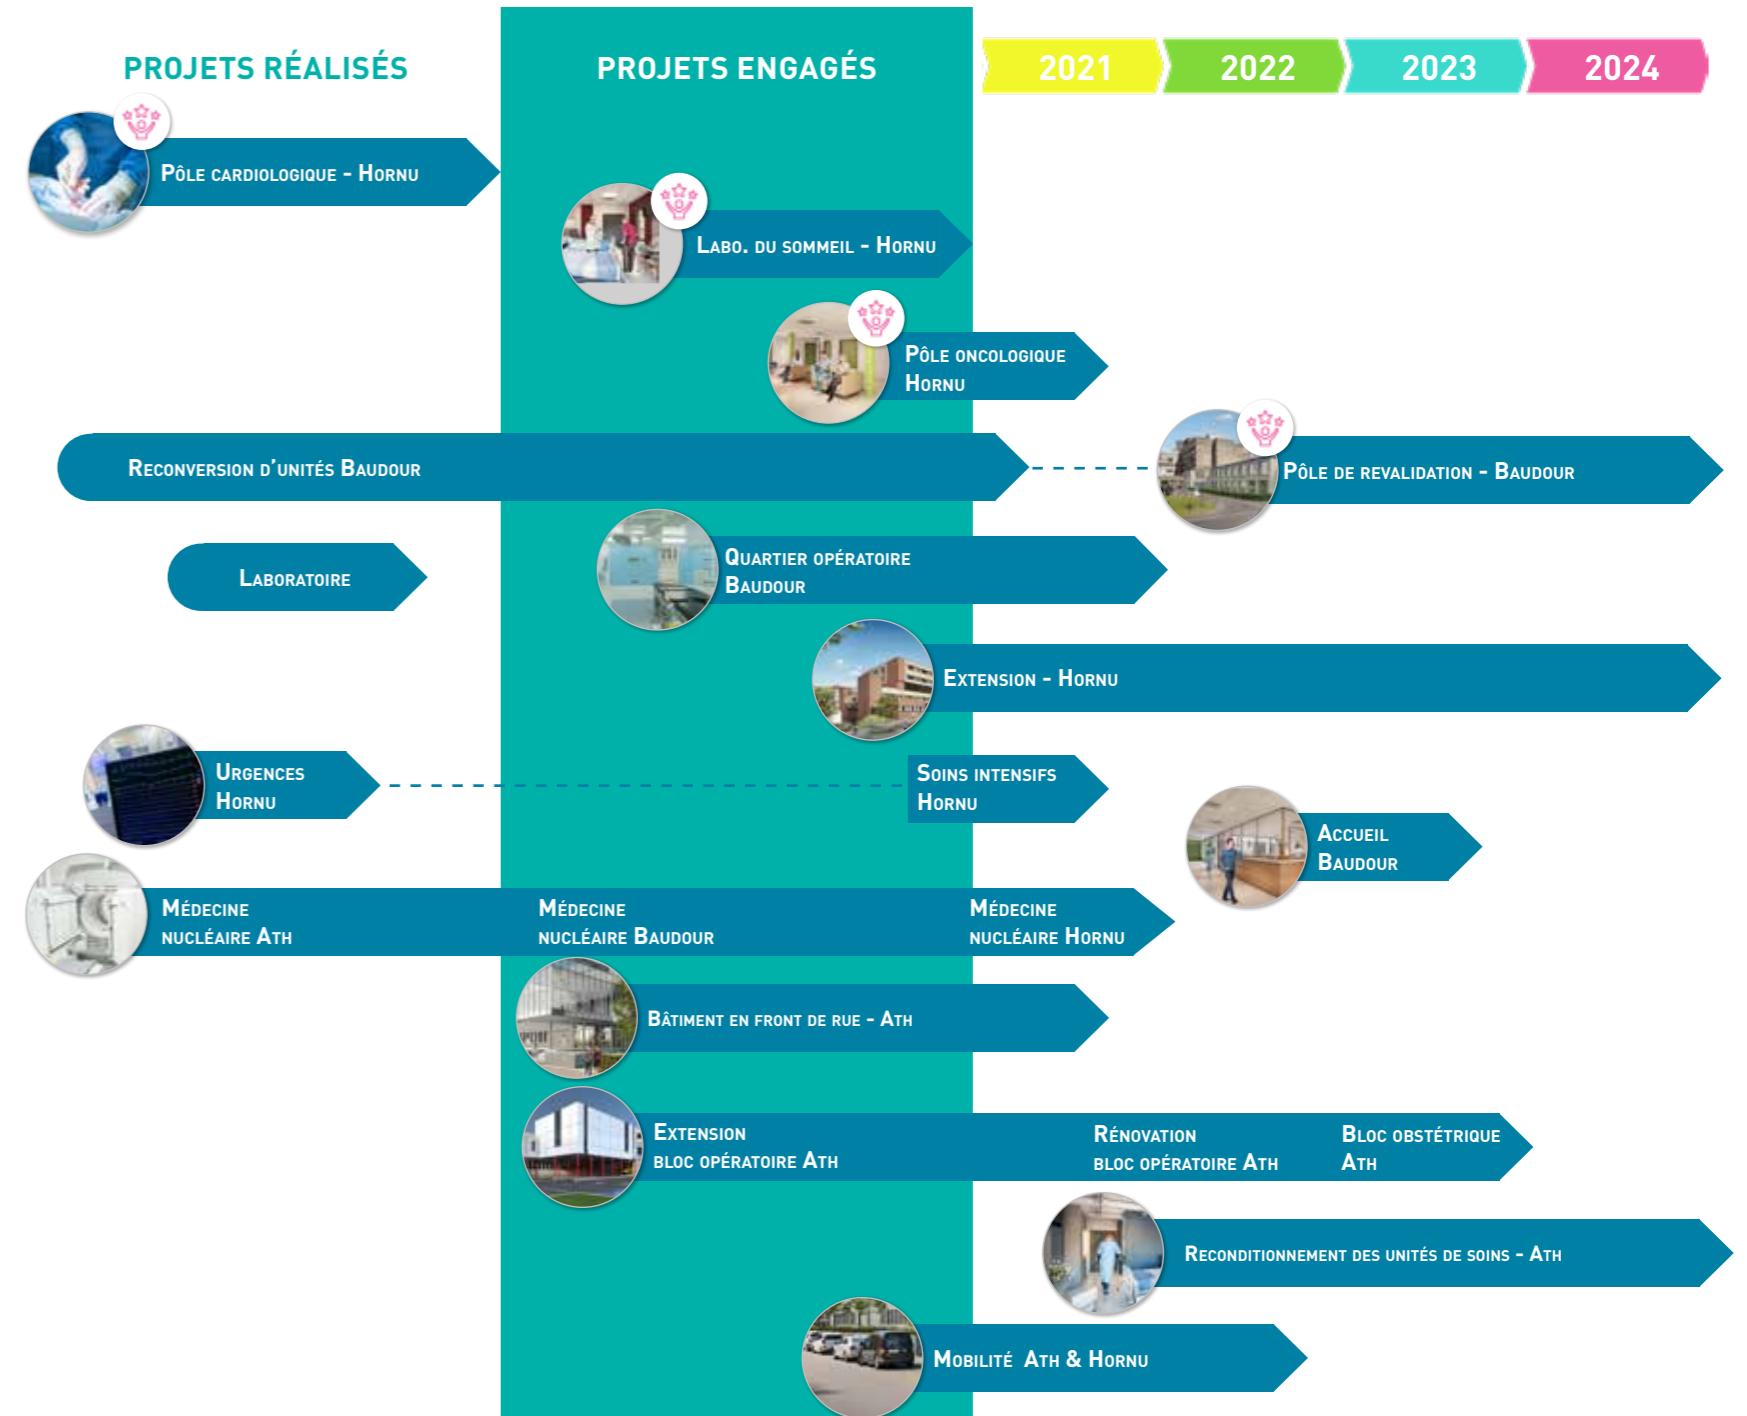 PROJETS RÉALISÉS
PROJETS ENGAGÉS
2021
2022
2023
2024
Pôle cardiologique - Hornu
Labo. du sommeil - Hornu
Pôle oncologique
Hornu
Reconversion d'unités Baudour
Pôle de revalidation - Baudour
Quartier opératoire
Baudour
Laboratoire
Extension - Hornu
Urgences
Hornu
Soins intensifs
Hornu
Accueil
Baudour
Médecine
nucléaire Ath
Médecine
nucléaire Baudour
Médecine
nucléaire Hornu
Bâtiment en front de rue - Ath
Extension
bloc opératoire Ath
Rénovation
bloc opératoire Ath
Bloc obstétrique
Ath
Reconditionnement des unités de soins - Ath
Mobilité Ath & Hornu